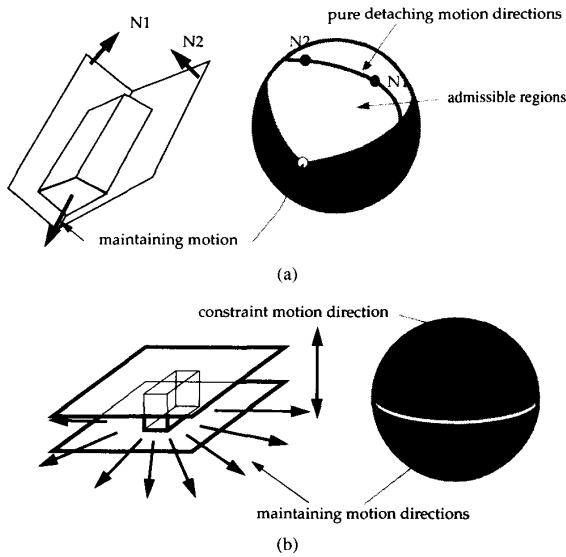 N1
N2
pure detaching motion directions
N2
N1
admissible regions
maintaining motion
(a)
constraint motion direction
maintaining motion directions
(b)